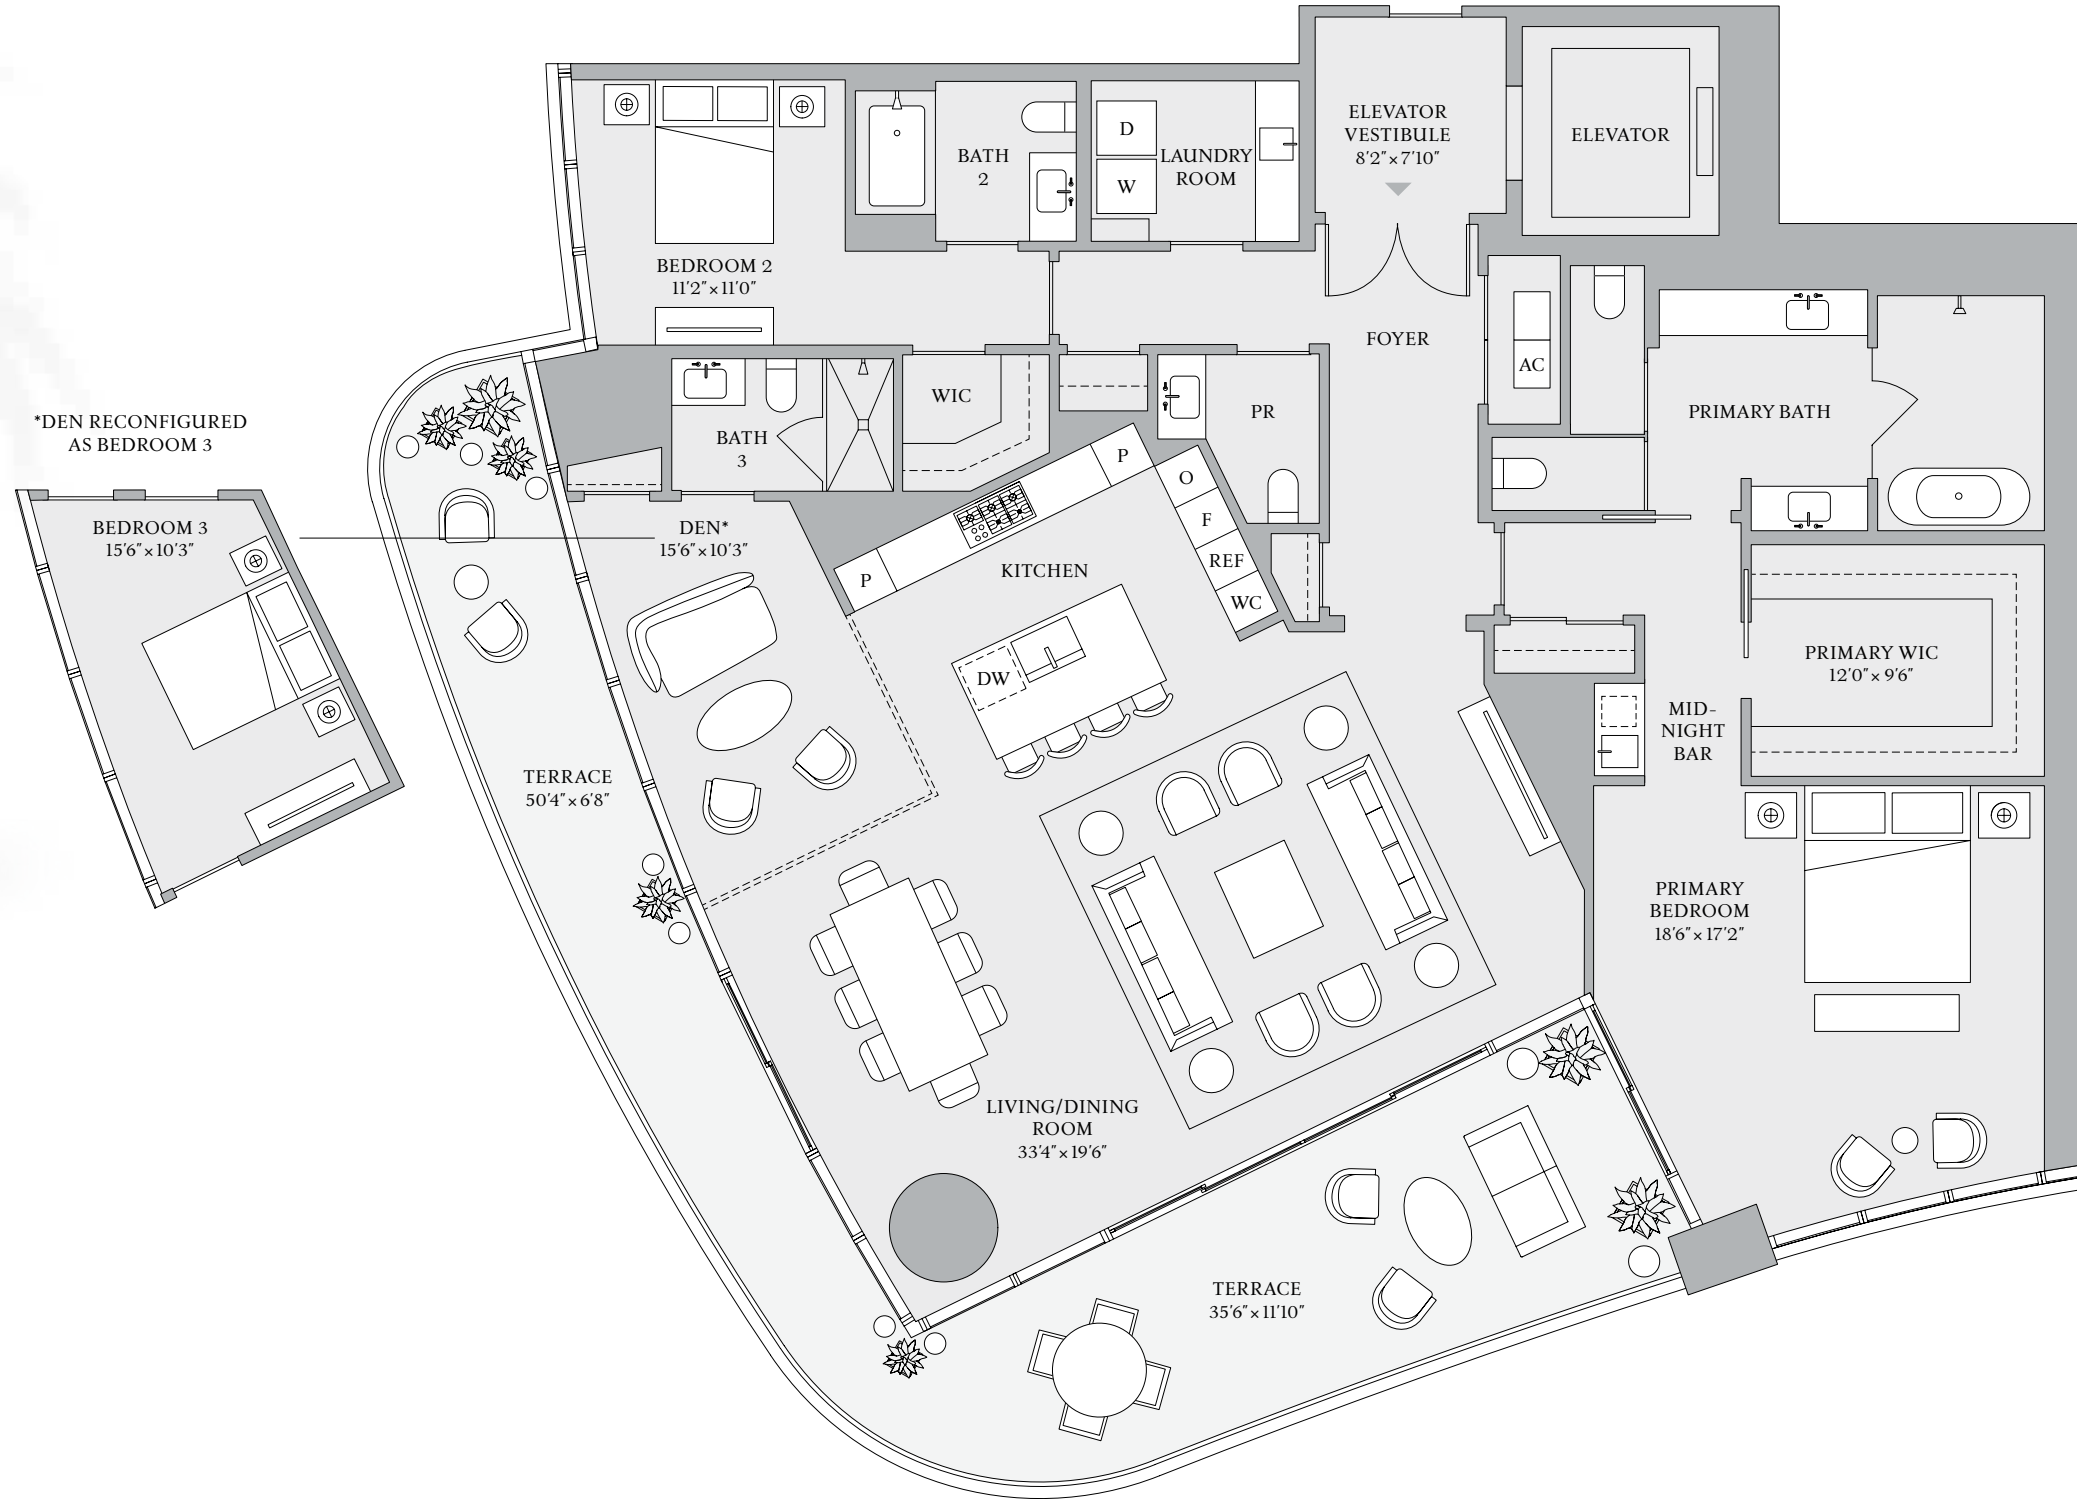 ELEVATOR
VESTIBULE
8'2" × 7'10"
ELEVATOR
D
W
LAUNDRY
ROOM
BATH
2
BEDROOM 2
11'2" × 11'0"
FOYER
AC
PRIMARY BATH
WIC
PR
BATH
3
*DEN RECONFIGURED
AS BEDROOM 3
BEDROOM 3
15'6" × 10'3"
DEN*
15'6" × 10'3"
P
P
O
F
REF
WC
KITCHEN
DW
PRIMARY WIC
12'0" × 9'6"
MID-
NIGHT
BAR
TERRACE
50'4" × 6'8"
PRIMARY
BEDROOM
18'6" × 17'2"
LIVING/DINING
ROOM
33'4" × 19'6"
TERRACE
35'6" × 11'10"